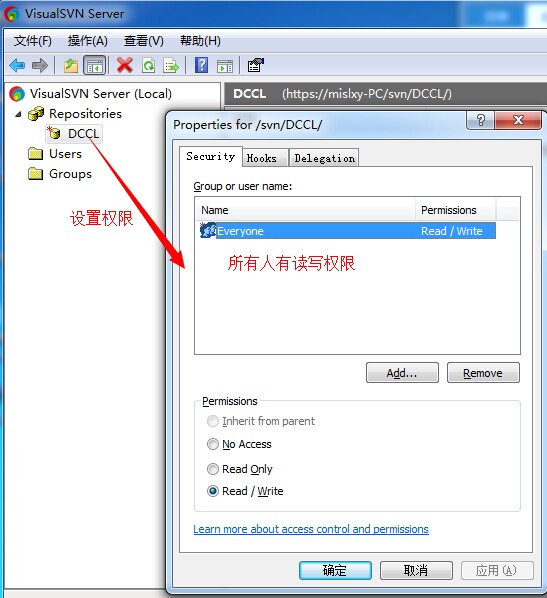 VisualSVN Server
文件(F) 操作(A) 查看(V) 帮助(H)
VisualSVN Server (Local)
Repositories
DCCL
Users
Groups
设置权限
DCCL (https://mislxy-PC/svn/DCCL/)
Properties for /svn/DCCL/
Security Hooks Delegation
Group or user name:
Name Permissions
Everyone Read / Write
所有人有读写权限
Add... Remove
Permissions
Inherit from parent
No Access
Read Only
Read / Write
Learn more about access control and permissions
确定 取消 应用(A)